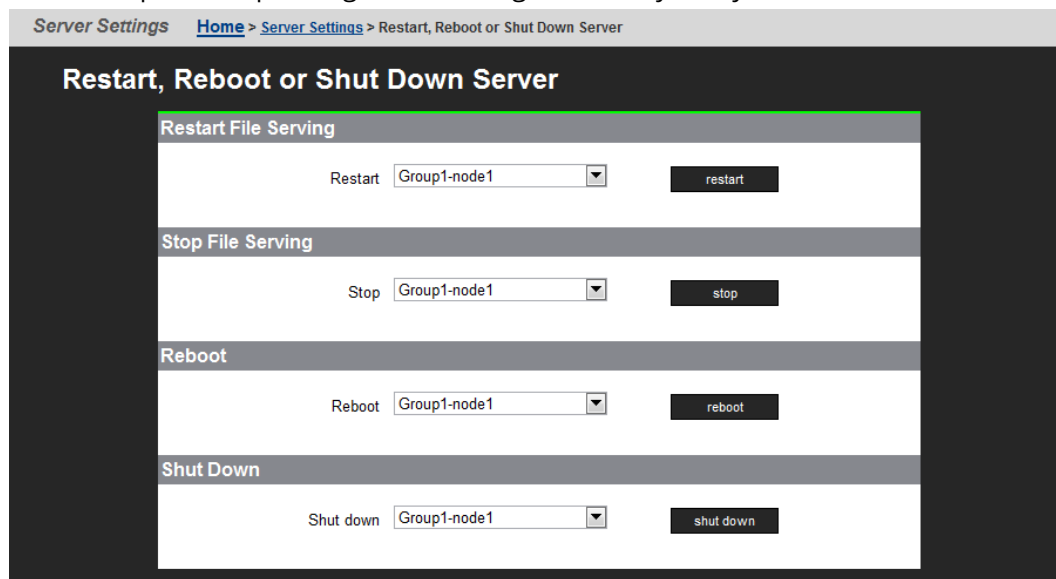 Server Settings Home > Server Settings > Restart, Reboot or Shut Down Server
Restart, Reboot or Shut Down Server
Restart File Serving
Restart Group1-node1 restart
Stop File Serving
Stop Group1-node1 stop
Reboot
Reboot Group1-node1 reboot
Shut Down
Shut down Group1-node1 shut down